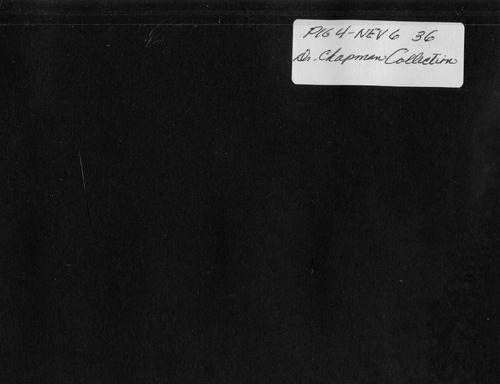 P164-NEV6 36
Dr. Chapman Collection